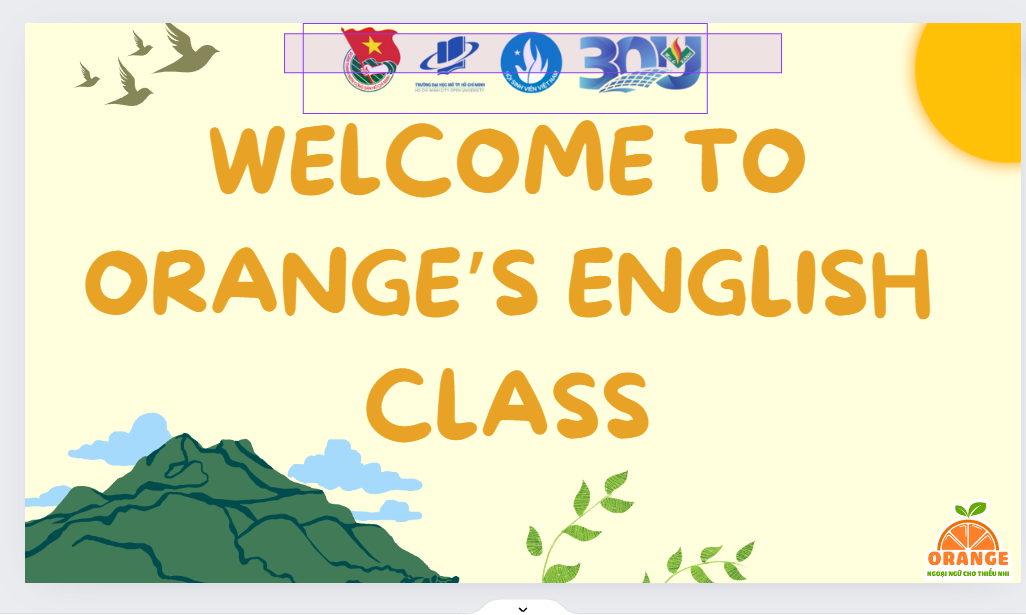 TRƯỜNG ĐẠI HỌC MỞ TP. HỒ CHÍ MINH
HO CHI MINH CITY OPEN UNIVERSITY
HỘI SINH VIÊN VIỆT NAM
30
WELCOME TO
ORANGE'S ENGLISH
CLASS
ORANGE
NGOẠI NGỮ CHO THIẾU NHI